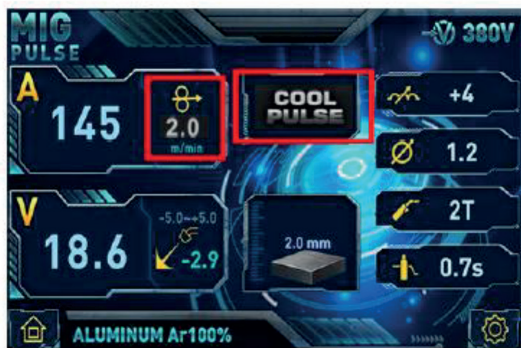 MIG
PULSE
380V
A
145
2.0
m/min
COOL
PULSE
+4
1.2
V
18.6
-5.0~+5.0
-2.9
2.0 mm
2T
0.7s
ALUMINUM Ar100%